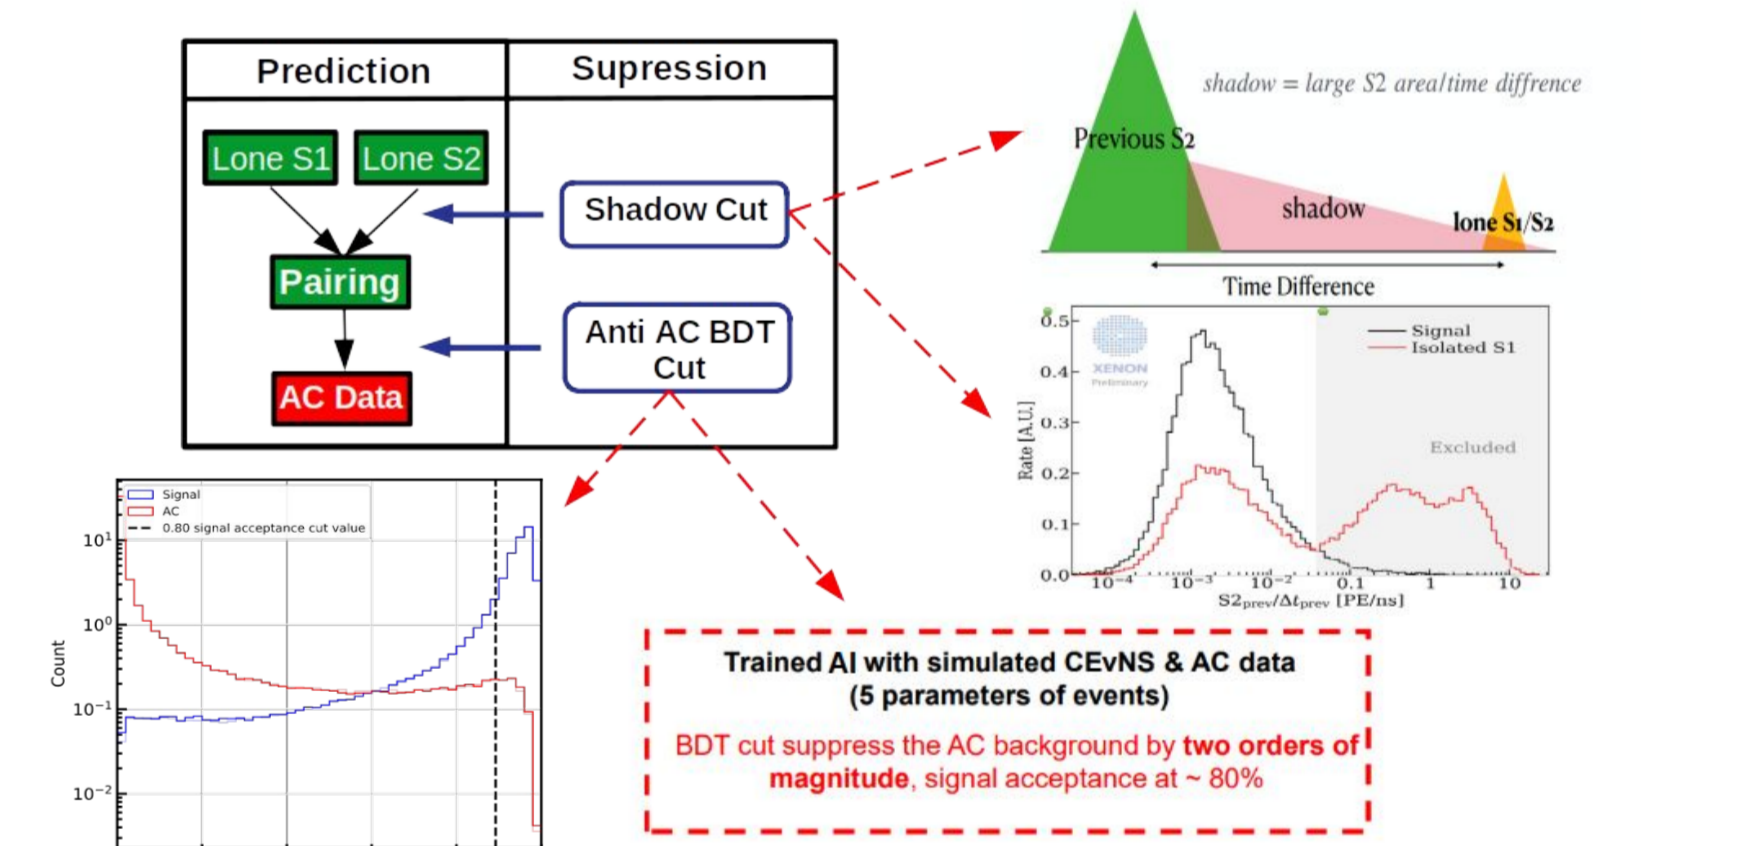 Prediction
Supression
Lone S1
Lone S2
Pairing
AC Data
Shadow Cut
Anti AC BDT
Cut
shadow = large S2 area/time diffrence
Previous S2
shadow
lone S1/S2
Time Difference
XENON
Preliminary
Signal
Isolated S1
Excluded
Rate [A.U.]
0.5
0.4
0.3
0.2
0.1
0.0
10⁻⁴
10⁻³
10⁻²
0.1
1
10
S2prev/Δtprev [PE/ns]
Signal
AC
0.80 signal acceptance cut value
Count
10¹
10⁰
10⁻¹
10⁻²
Trained AI with simulated CEvNS & AC data
(5 parameters of events)
BDT cut suppress the AC background by two orders of
magnitude, signal acceptance at ~ 80%